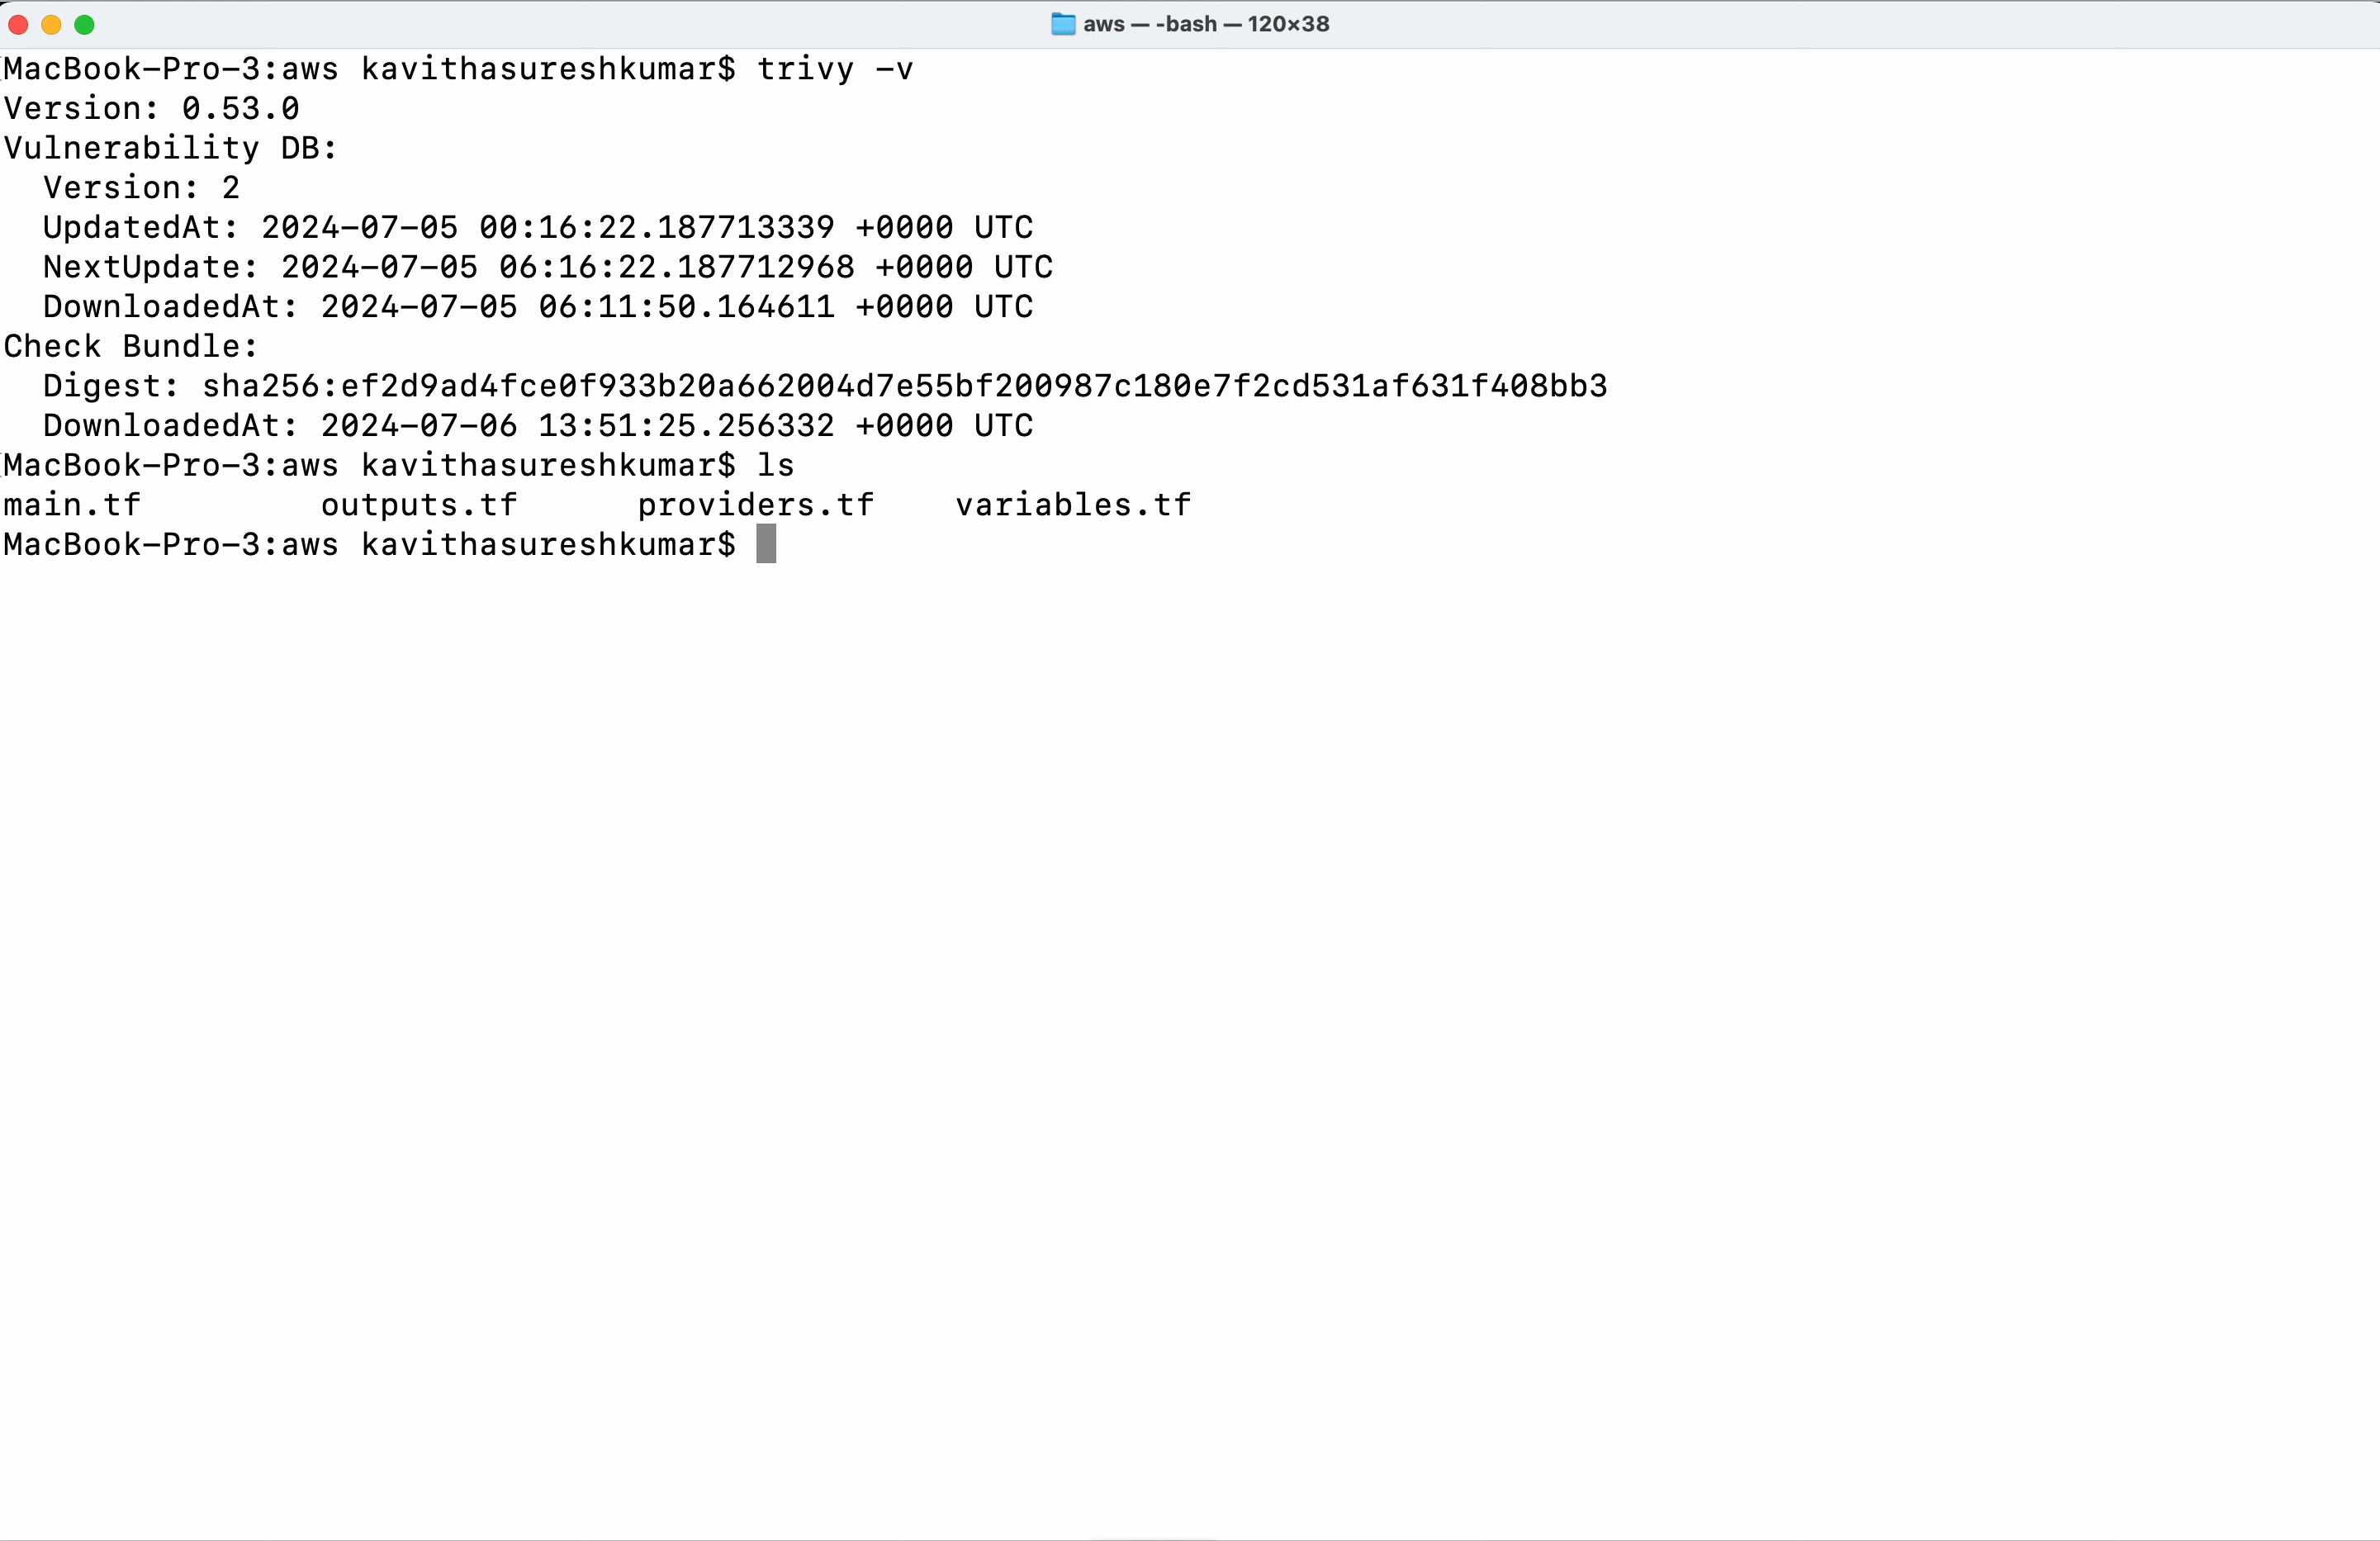 aws — -bash — 120×38
MacBook-Pro-3:aws kavithasureshkumar$ trivy -v
Version: 0.53.0
Vulnerability DB:
  Version: 2
  UpdatedAt: 2024-07-05 00:16:22.187713339 +0000 UTC
  NextUpdate: 2024-07-05 06:16:22.187712968 +0000 UTC
  DownloadedAt: 2024-07-05 06:11:50.164611 +0000 UTC
Check Bundle:
  Digest: sha256:ef2d9ad4fce0f933b20a662004d7e55bf200987c180e7f2cd531af631f408bb3
  DownloadedAt: 2024-07-06 13:51:25.256332 +0000 UTC
MacBook-Pro-3:aws kavithasureshkumar$ ls
main.tf outputs.tf providers.tf variables.tf
MacBook-Pro-3:aws kavithasureshkumar$